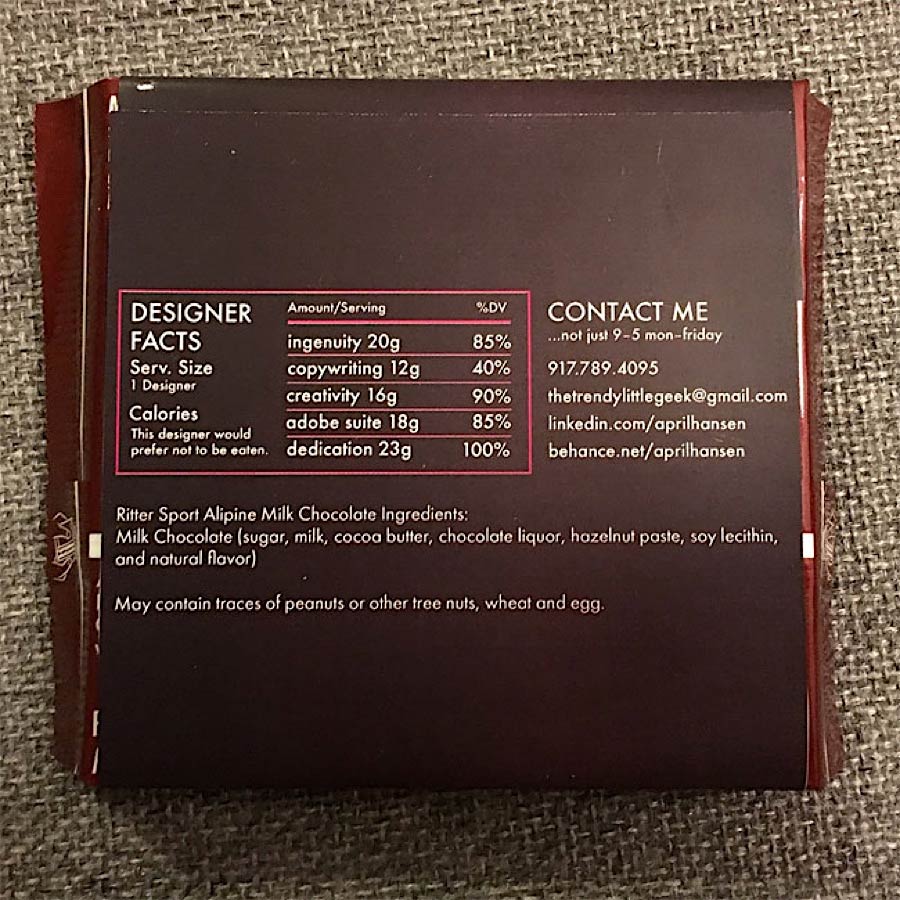 DESIGNER
FACTS
Serv. Size
1 Designer
Calories
This designer would
prefer not to be eaten.
Amount/Serving %DV
ingenuity 20g 85%
copywriting 12g 40%
creativity 16g 90%
adobe suite 18g 85%
dedication 23g 100%
CONTACT ME
...not just 9–5 mon–friday
917.789.4095
thetrendylittlegeek@gmail.com
linkedin.com/aprilhansen
behance.net/aprilhansen
Ritter Sport Alipine Milk Chocolate Ingredients:
Milk Chocolate (sugar, milk, cocoa butter, chocolate liquor, hazelnut paste, soy lecithin,
and natural flavor)
May contain traces of peanuts or other tree nuts, wheat and egg.